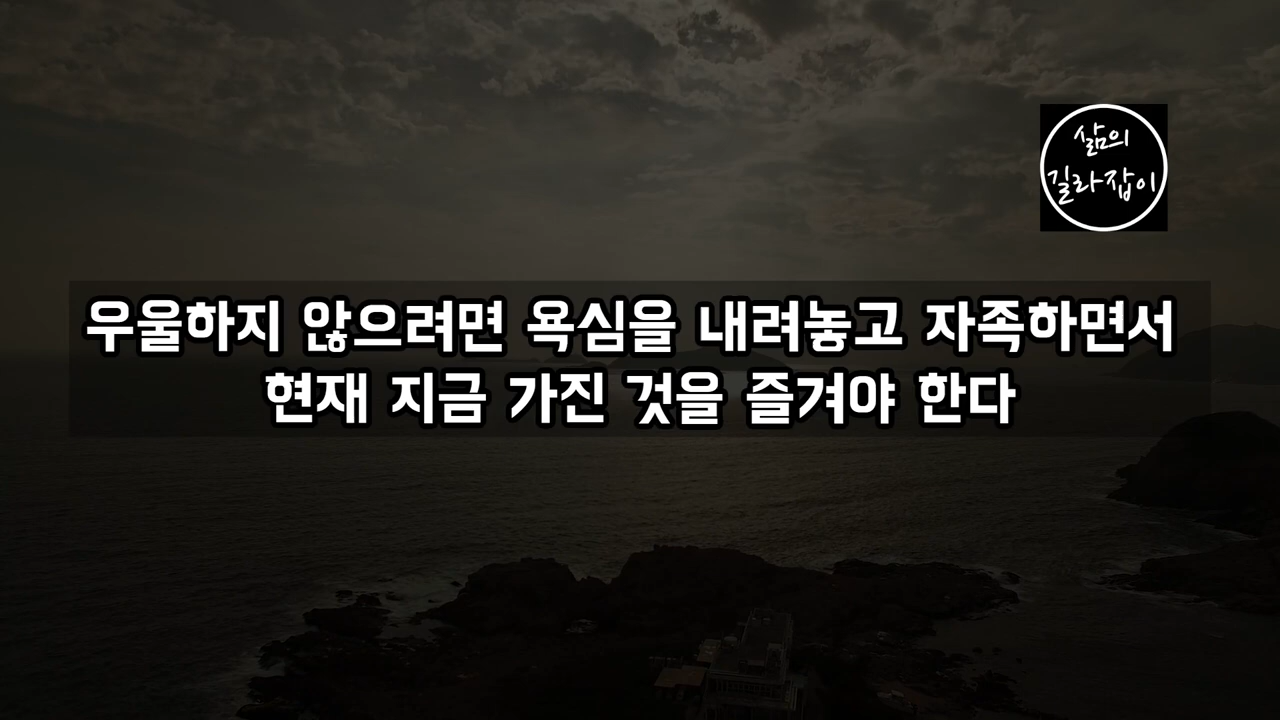 삶의
길라잡이
우울하지 않으려면 욕심을 내려놓고 자족하면서
현재 지금 가진 것을 즐겨야 한다